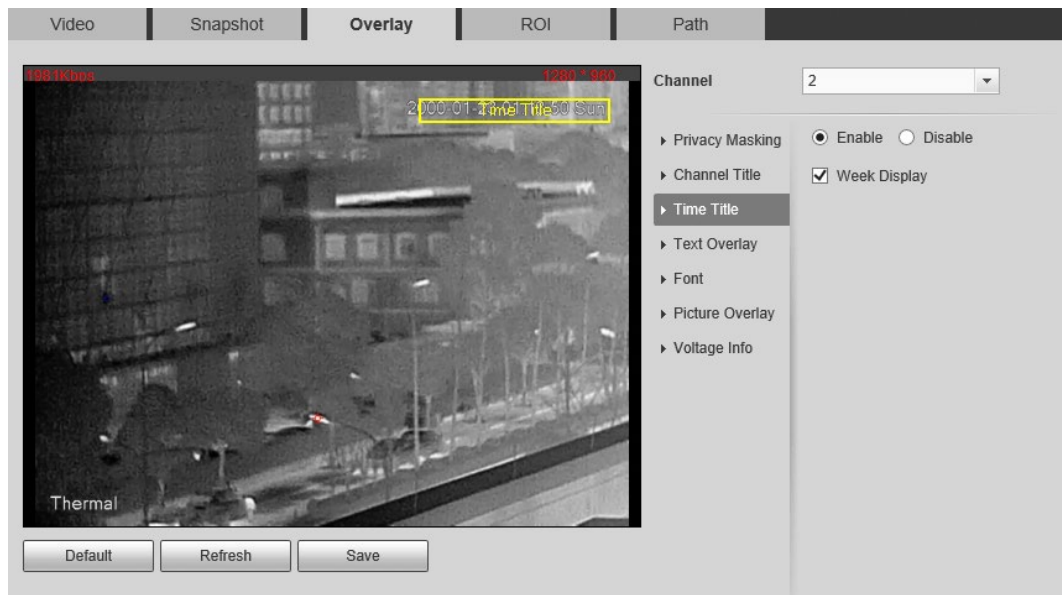 Video Snapshot Overlay ROI Path
1981Kbps 1280 * 960
Time Title
Thermal
Default Refresh Save
Channel 2
Privacy Masking
Channel Title
Time Title
Text Overlay
Font
Picture Overlay
Voltage Info
Enable Disable
Week Display